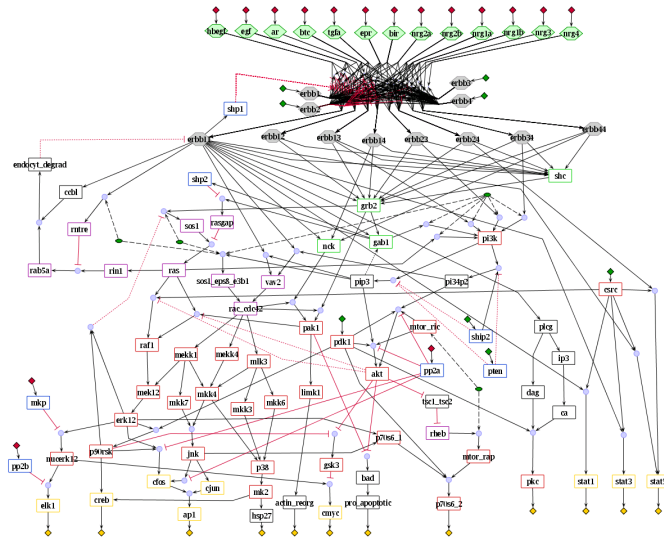 hbegf egf ar btc tgfa epr bir nrg2a nrg2b nrg1a nrg1b nrg3 nrg4
erbb1 erbb3
erbb2 erbb4
shp1
erbb11 erbb12 erbb13 erbb14 erbb23 erbb24 erbb34 erbb44
endocyt_degrad
shc
shp2
ccbl
grb2
rasgap
sos1
rntre
nck gab1 pi3k
rab5a rin1 ras
sos1_eps8_e3b1 vav2 pip3 pi34p2
csrc
rac_cdc42
pak1 mtor_ric plcg
raf1 pdk1 ship2
mekk1 mekk4 mlk3 ip3
pp2a pten
akt
mek12 mkk7 mkk4 mkk3 mkk6 limk1 tsc1_tsc2 dag
mkp
ca
erk12
rheb
p70s6_1
nucerk12 p90rsk jnk mtor_rap
pp2b p38 gsk3
bad
cfos cjun mk2 pkc stat1 stat3 stat5
elk1 creb ap1 hsp27 actin_reorg cmyc pro_apoptotic p70s6_2